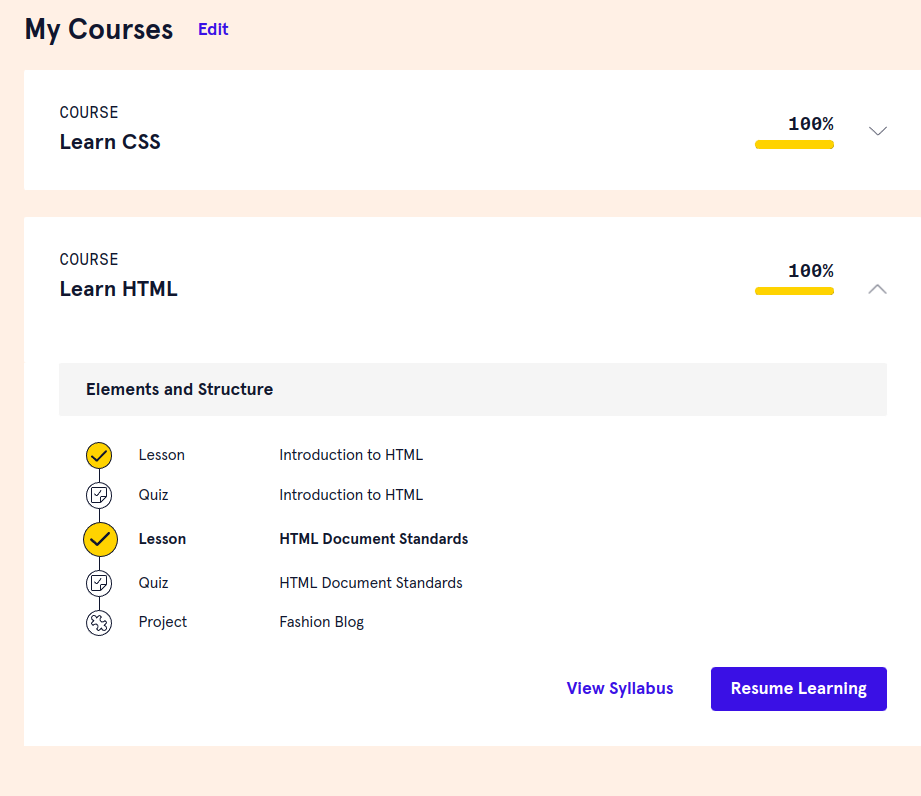 My Courses Edit
COURSE
Learn CSS
100%
COURSE
Learn HTML
100%
Elements and Structure
Lesson Introduction to HTML
Quiz Introduction to HTML
Lesson HTML Document Standards
Quiz HTML Document Standards
Project Fashion Blog
View Syllabus Resume Learning